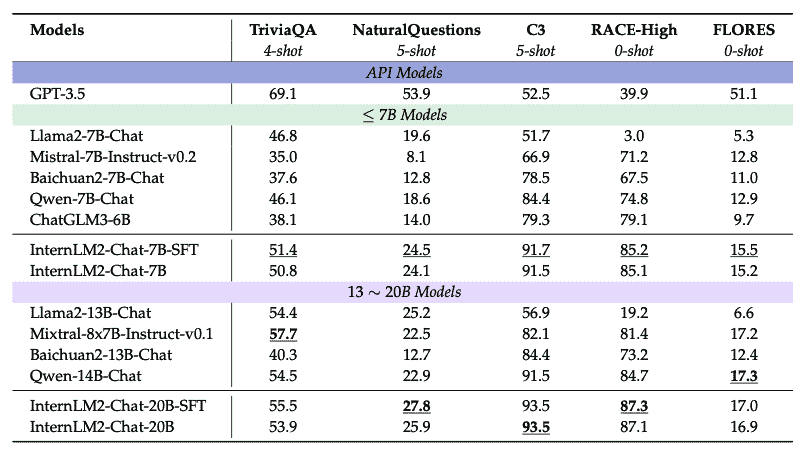 Models TriviaQA NaturalQuestions C3 RACE-High FLORES
4-shot 5-shot 5-shot 0-shot 0-shot
API Models
GPT-3.5 69.1 53.9 52.5 39.9 51.1
≤ 7B Models
Llama2-7B-Chat 46.8 19.6 51.7 3.0 5.3
Mistral-7B-Instruct-v0.2 35.0 8.1 66.9 71.2 12.8
Baichuan2-7B-Chat 37.6 12.8 78.5 67.5 11.0
Qwen-7B-Chat 46.1 18.6 84.4 74.8 12.9
ChatGLM3-6B 38.1 14.0 79.3 79.1 9.7
InternLM2-Chat-7B-SFT 51.4 24.5 91.7 85.2 15.5
InternLM2-Chat-7B 50.8 24.1 91.5 85.1 15.2
13 ∼ 20B Models
Llama2-13B-Chat 54.4 25.2 56.9 19.2 6.6
Mixtral-8x7B-Instruct-v0.1 57.7 22.5 82.1 81.4 17.2
Baichuan2-13B-Chat 40.3 12.7 84.4 73.2 12.4
Qwen-14B-Chat 54.5 22.9 91.5 84.7 17.3
InternLM2-Chat-20B-SFT 55.5 27.8 93.5 87.3 17.0
InternLM2-Chat-20B 53.9 25.9 93.5 87.1 16.9